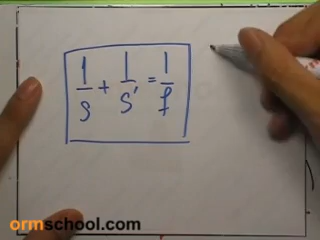 1/s + 1/s' = 1/f
ormschool.com